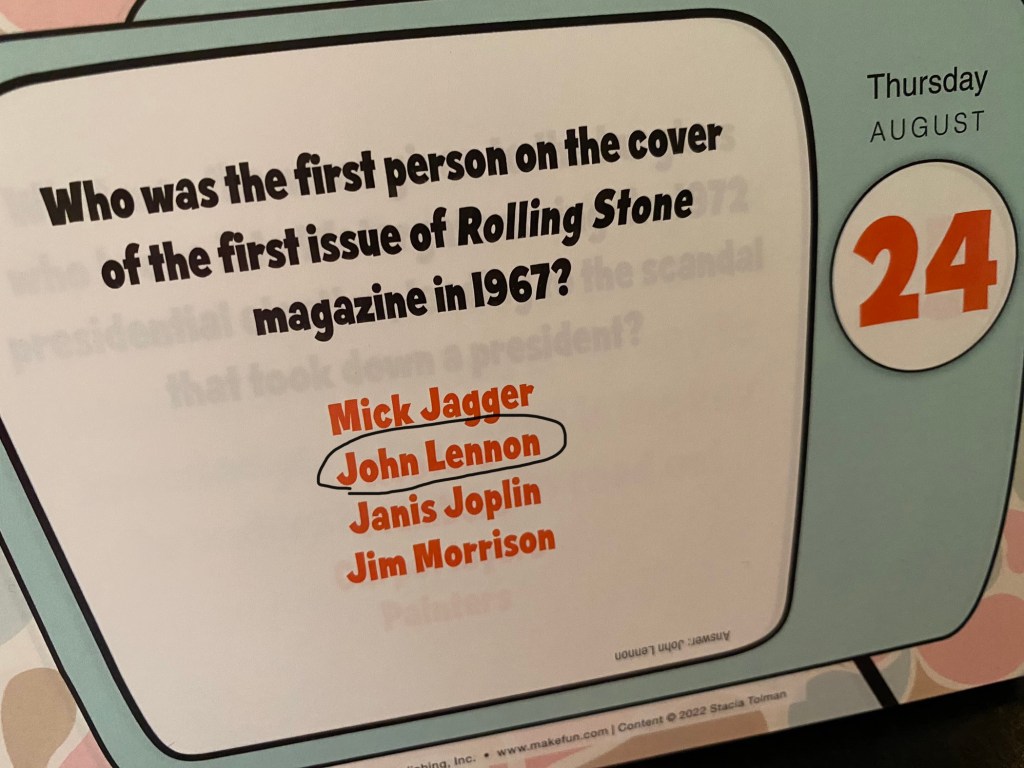 Thursday
AUGUST
24
Who was the first person on the cover
of the first issue of Rolling Stone
magazine in 1967?
Mick Jagger
John Lennon
Janis Joplin
Jim Morrison
Answer: John Lennon
Inc. • www.makefun.com | Content © 2022 Stacia Tolman